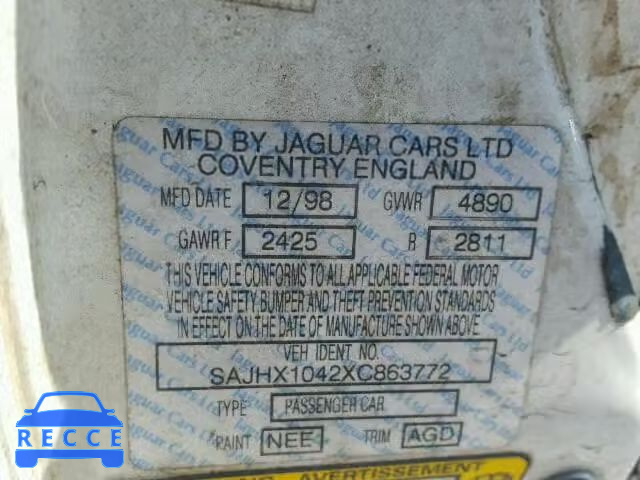 MFD BY JAGUAR CARS LTD
COVENTRY ENGLAND
MFD DATE 12/98 GVWR 4890
GAWR F 2425 R 2811
THIS VEHICLE CONFORMS TO ALL APPLICABLE FEDERAL MOTOR
VEHICLE SAFETY BUMPER AND THEFT PREVENTION STANDARDS
IN EFFECT ON THE DATE OF MANUFACTURE SHOWN ABOVE
VEH IDENT NO.
SAJHX1042XC863772
TYPE PASSENGER CAR
PAINT NEE TRIM AGD
AVERTISSEMENT
RECCE